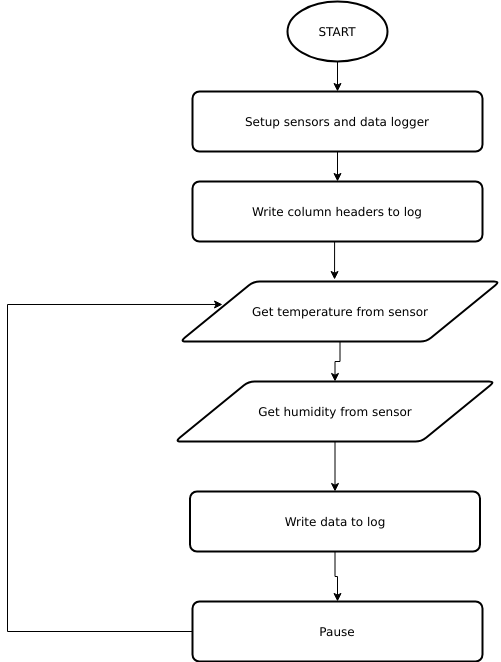 START
Setup sensors and data logger
Write column headers to log
Get temperature from sensor
Get humidity from sensor
Write data to log
Pause